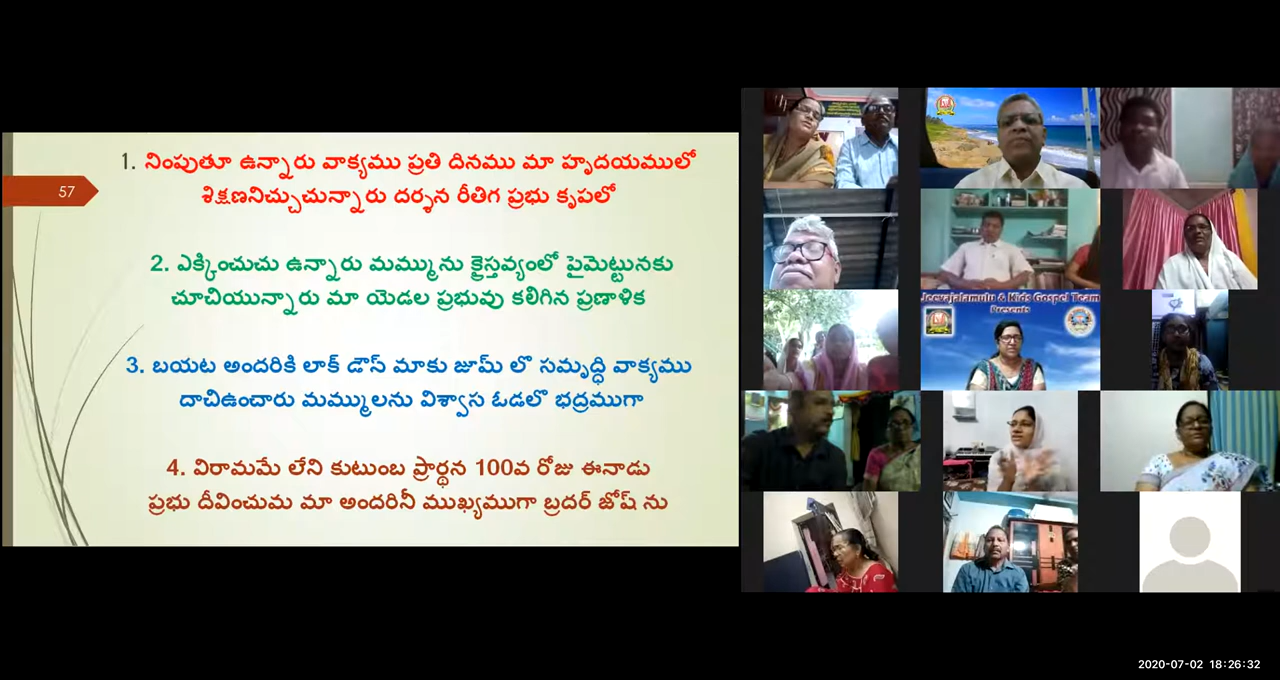 57
1. నింపుతూ ఉన్నారు వాక్యము ప్రతి దినము మా హృదయములో
శిక్షణనిచ్చుచున్నారు దర్శన రీతిగ ప్రభు కృపలో
2. ఎక్కించుచు ఉన్నారు మమ్మును క్రైస్తవ్యంలో పైమెట్టునకు
చూచియున్నారు మా యెడల ప్రభువు కలిగిన ప్రణాళిక
3. బయట అందరికి లాక్ డౌన్ మాకు జూమ్ లొ సమృద్ధి వాక్యము
దాచిఉంచారు మమ్ములను విశ్వాస ఓడలొ భద్రముగా
4. విరామమే లేని కుటుంబ ప్రార్థన 100వ రోజు ఈనాడు
ప్రభు దీవించుమ మా అందరినీ ముఖ్యముగా బ్రదర్ జోష్ ను
Jeevajalamulu & Kids Gospel Team
Presents
2020-07-02 18:26:32